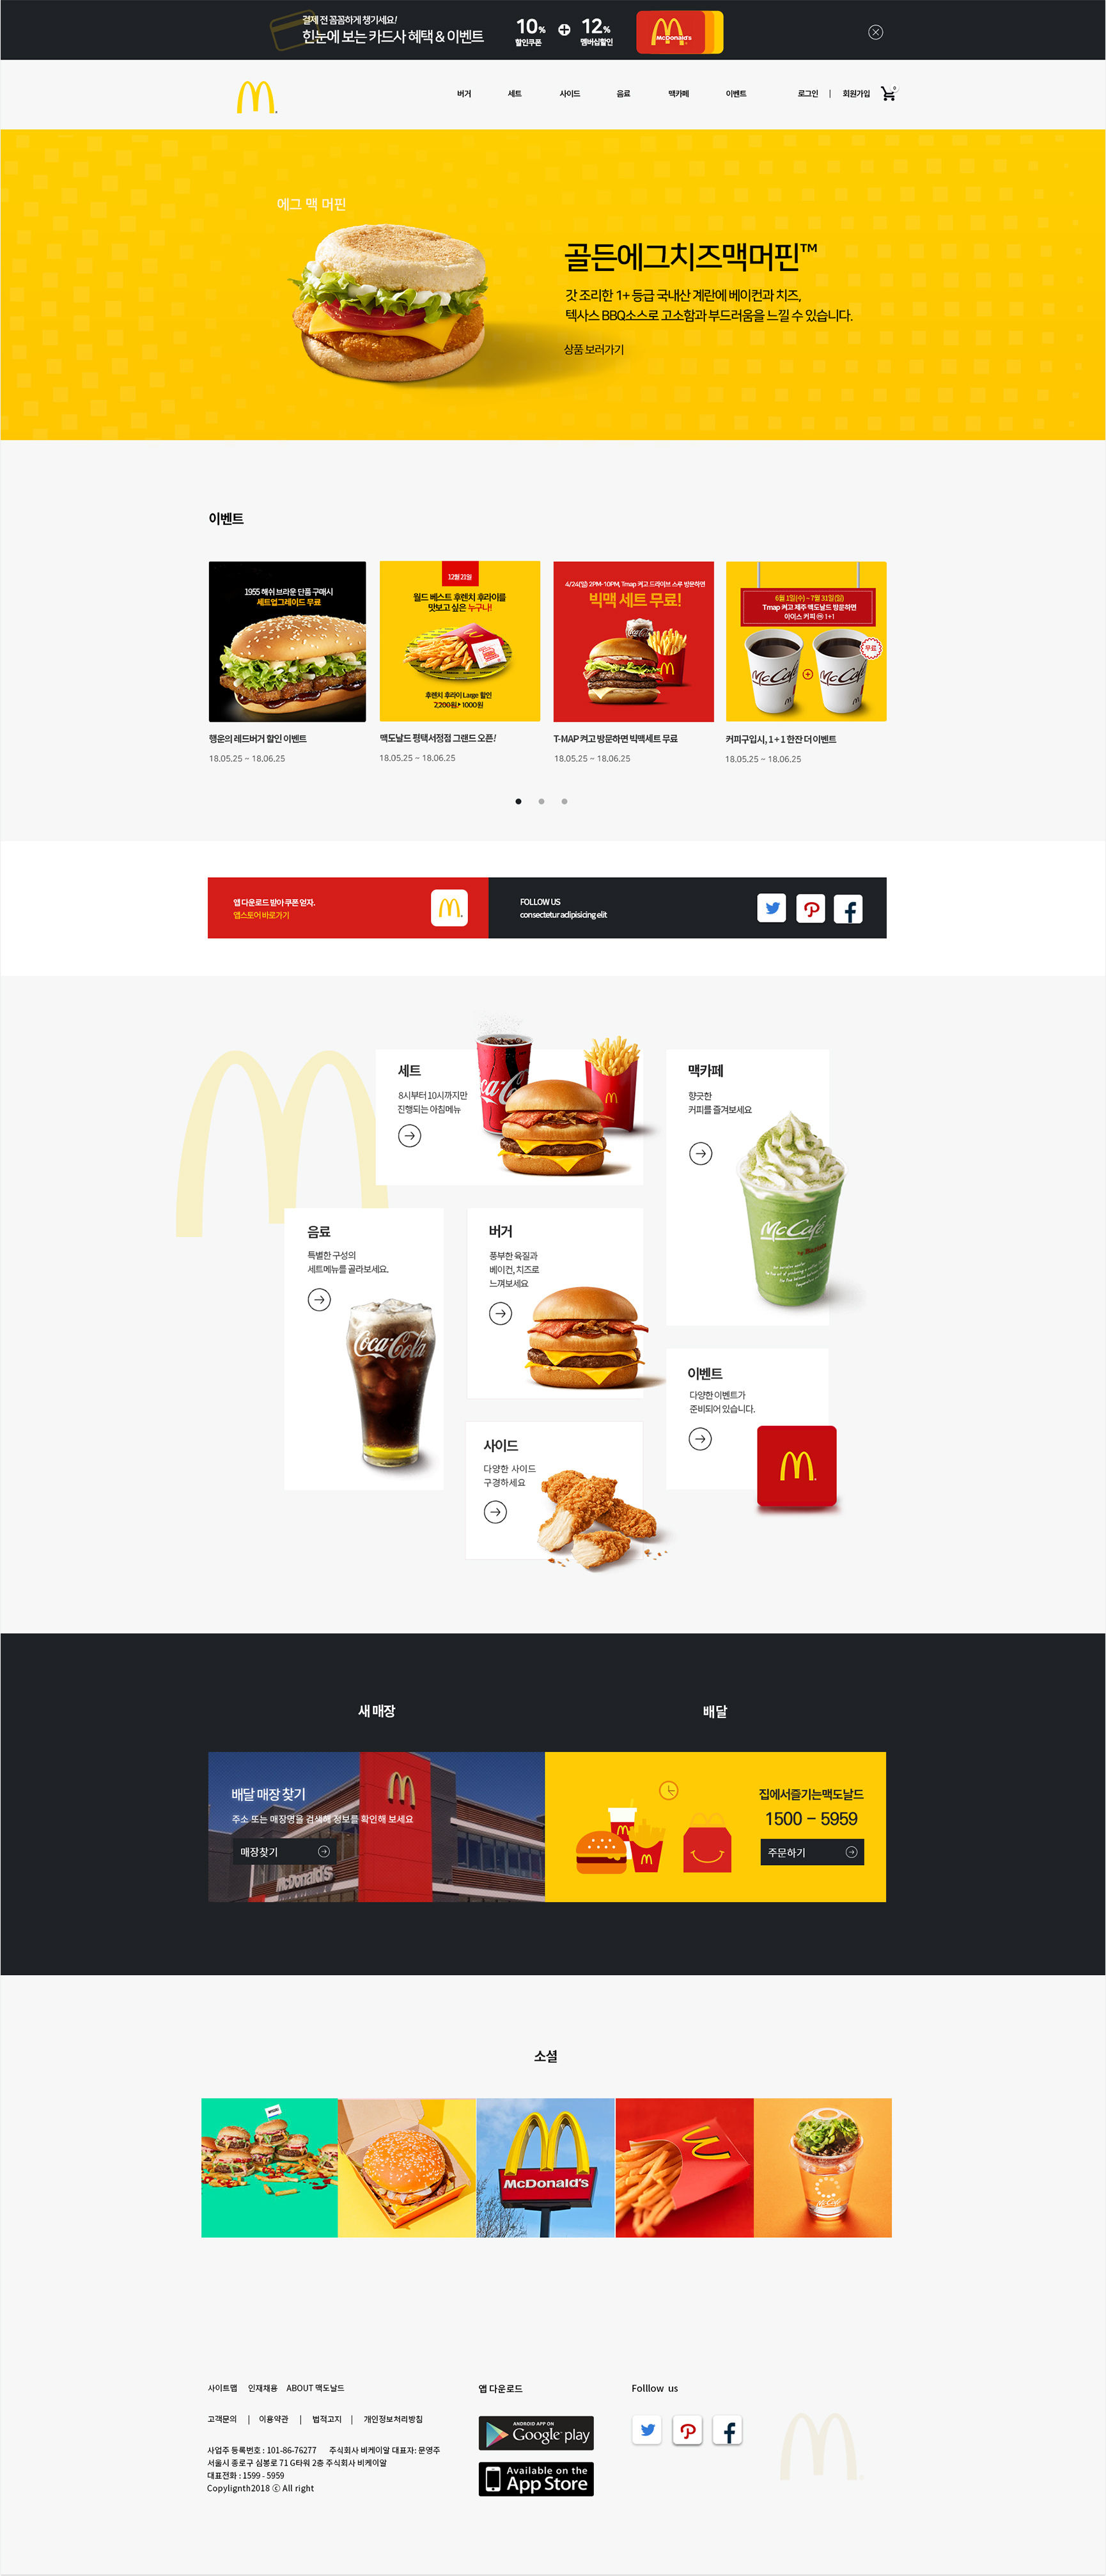 결제 전 꼼꼼하게 챙기세요!
한눈에 보는 카드사 혜택 & 이벤트
10%
할인쿠폰
12%
멤버십할인
McDonald's
버거
세트
사이드
음료
맥카페
이벤트
로그인 | 회원가입
0
에그 맥 머핀
골든에그치즈맥머핀™
갓 조리한 1+ 등급 국내산 계란에 베이컨과 치즈,
텍사스 BBQ소스로 고소함과 부드러움을 느낄 수 있습니다.
상품 보러가기
이벤트
1955 해쉬 브라운 단품 구매시
세트업그레이드 무료
행운의 레드버거 할인 이벤트
18.05.25 ~ 18.06.25
12월 21일
월드 베스트 후렌치 후라이를
맛보고 싶은 누구나!
후렌치 후라이 Large 할인
2,200원▶1000원
맥도날드 평택서정점 그랜드 오픈!
18.05.25 ~ 18.06.25
4/24(일) 2PM-10PM, Tmap 켜고 드라이브 스루 방문하면
빅맥 세트 무료!
T-MAP 켜고 방문하면 빅맥세트 무료
18.05.25 ~ 18.06.25
6월 1일(수) ~ 7월 31일(일)
Tmap 켜고 제주 맥도날드 방문하면
아이스 커피 1+1
무료
McCafé
McCafé
커피구입시, 1 + 1 한잔 더 이벤트
18.05.25 ~ 18.06.25
앱 다운로드 받아 쿠폰 얻자.
앱스토어 바로가기
FOLLOW US
consectetur adipisicing elit
세트
8시부터 10시까지만
진행되는 아침메뉴
Coca-Cola
맥카페
향긋한
커피를 즐겨보세요
McCafé
음료
특별한 구성의
세트메뉴를 골라보세요.
Coca-Cola
버거
풍부한 육질과
베이컨, 치즈로
느껴보세요
이벤트
다양한 이벤트가
준비되어 있습니다.
사이드
다양한 사이드
구경하세요
새 매장
배달
배달 매장 찾기
주소 또는 매장명을 검색해 정보를 확인해 보세요
매장찾기
McDonald's
집에서즐기는맥도날드
1500 - 5959
주문하기
소셜
McDonald's
사이트맵 인재채용 ABOUT 맥도날드
고객문의 | 이용약관 | 법적고지 | 개인정보처리방침
사업주 등록번호 : 101-86-76277 주식회사 비케이알 대표자: 문영주
서울시 종로구 삼봉로 71 G타워 2층 주식회사 비케이알
대표전화 : 1599 - 5959
Copylignth2018 ⓒ All right
앱 다운로드
ANDROID APP ON
Google play
Available on the
App Store
Folllow us